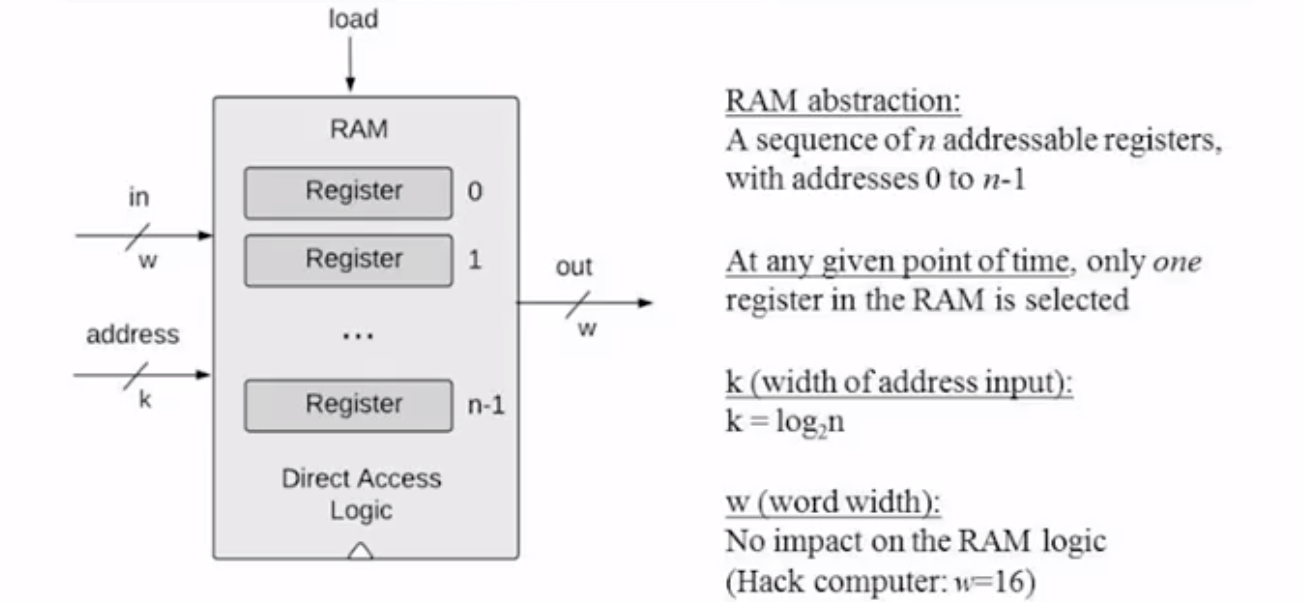 load
RAM
Register 0
in
w
Register 1
out
w
address
k
...
Register n-1
Direct Access
Logic
RAM abstraction:
A sequence of n addressable registers,
with addresses 0 to n-1
At any given point of time, only one
register in the RAM is selected
k (width of address input):
k = log₂n
w (word width):
No impact on the RAM logic
(Hack computer: w=16)